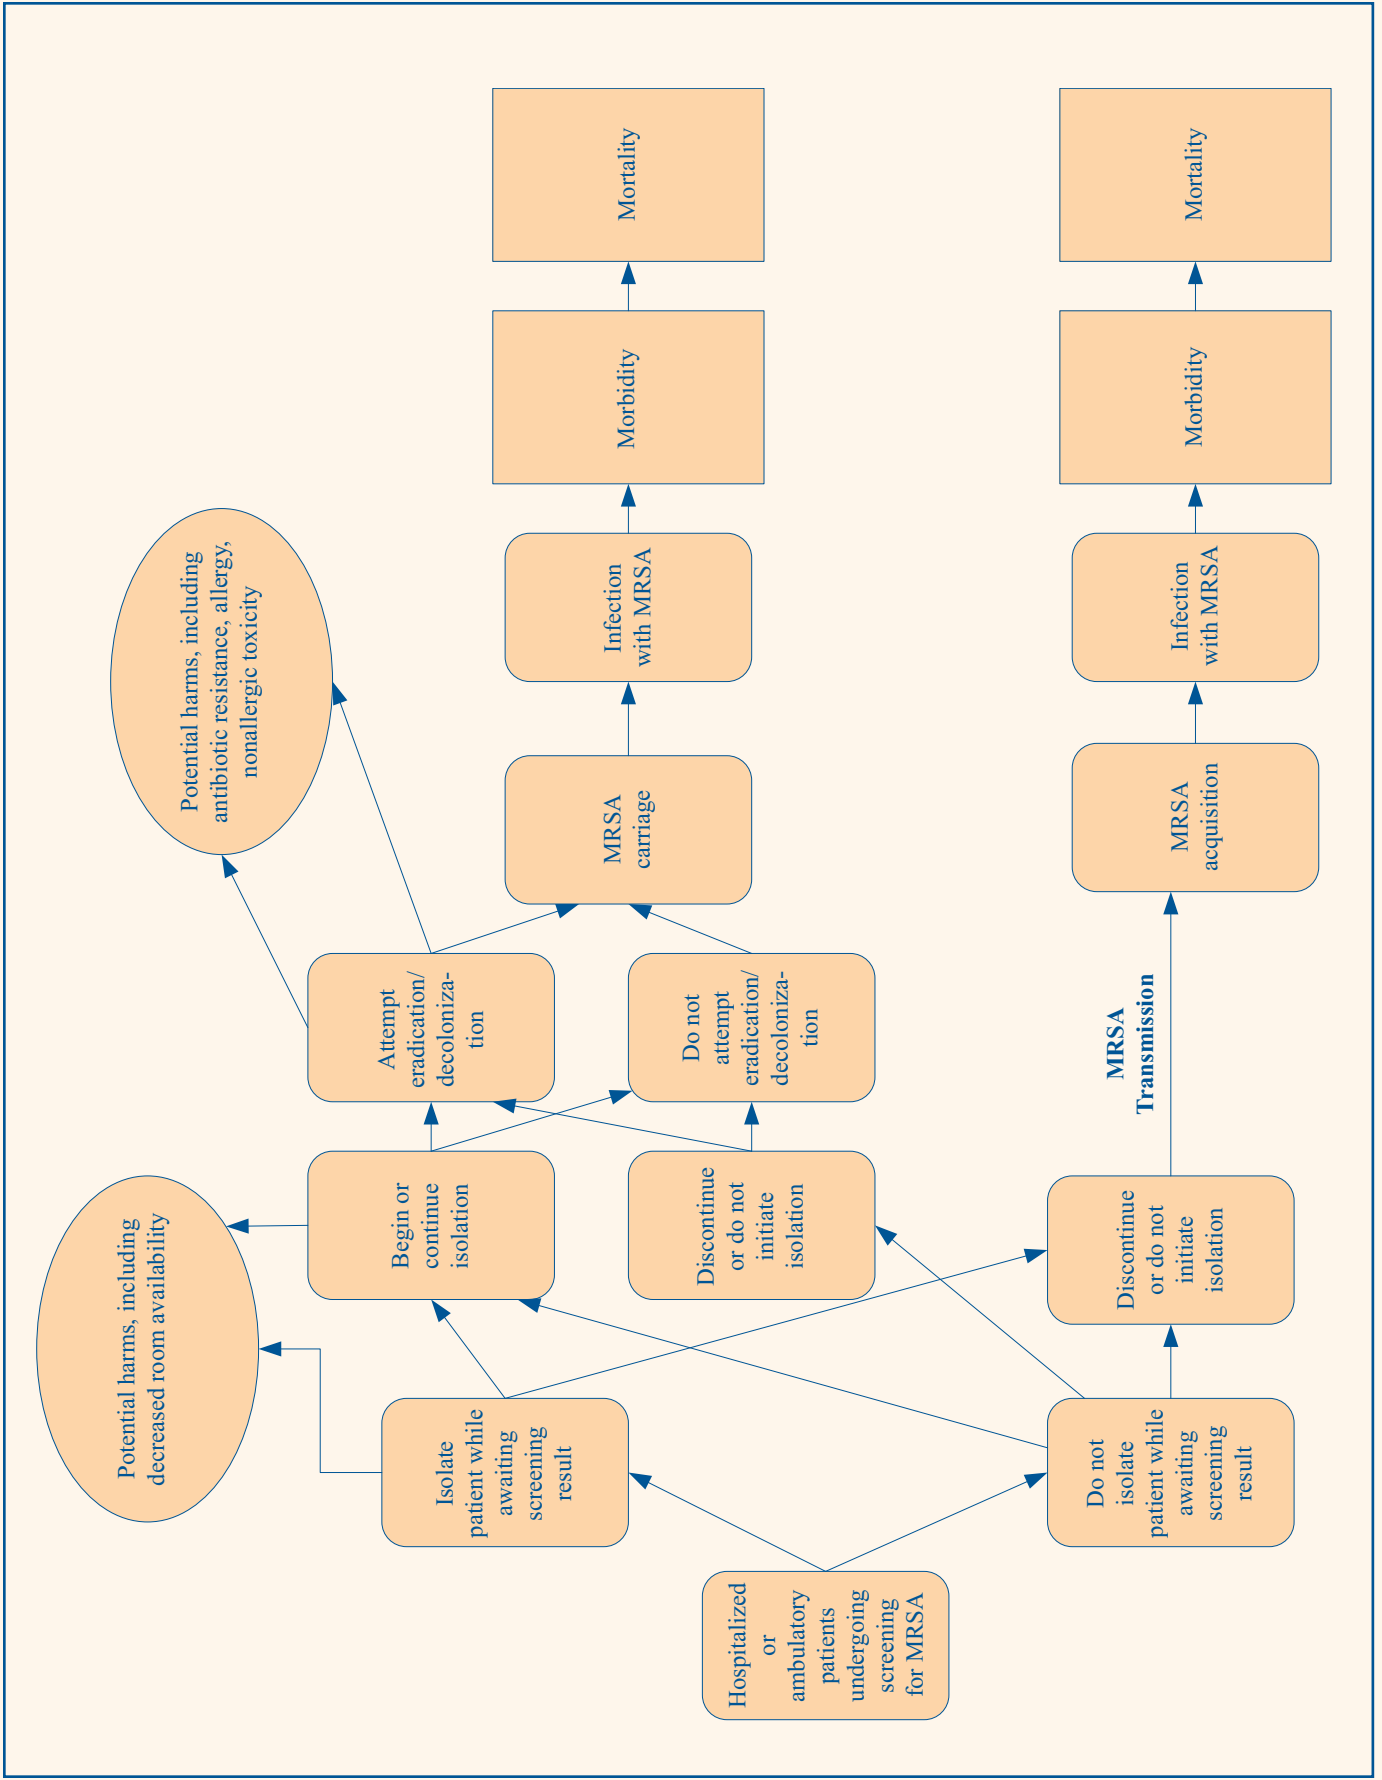 Hospitalized
or
ambulatory
patients
undergoing
screening
for MRSA
Isolate
patient while
awaiting
screening
result
Do not
isolate
patient while
awaiting
screening
result
Potential harms, including
decreased room availability
Begin or
continue
isolation
Discontinue
or do not
initiate
isolation
Discontinue
or do not
initiate
isolation
Attempt
eradication/
decoloniza-
tion
Do not
attempt
eradication/
decoloniza-
tion
MRSA
Transmission
Potential harms, including
antibiotic resistance, allergy,
nonallergic toxicity
MRSA
carriage
MRSA
acquisition
Infection
with MRSA
Infection
with MRSA
Morbidity
Morbidity
Mortality
Mortality